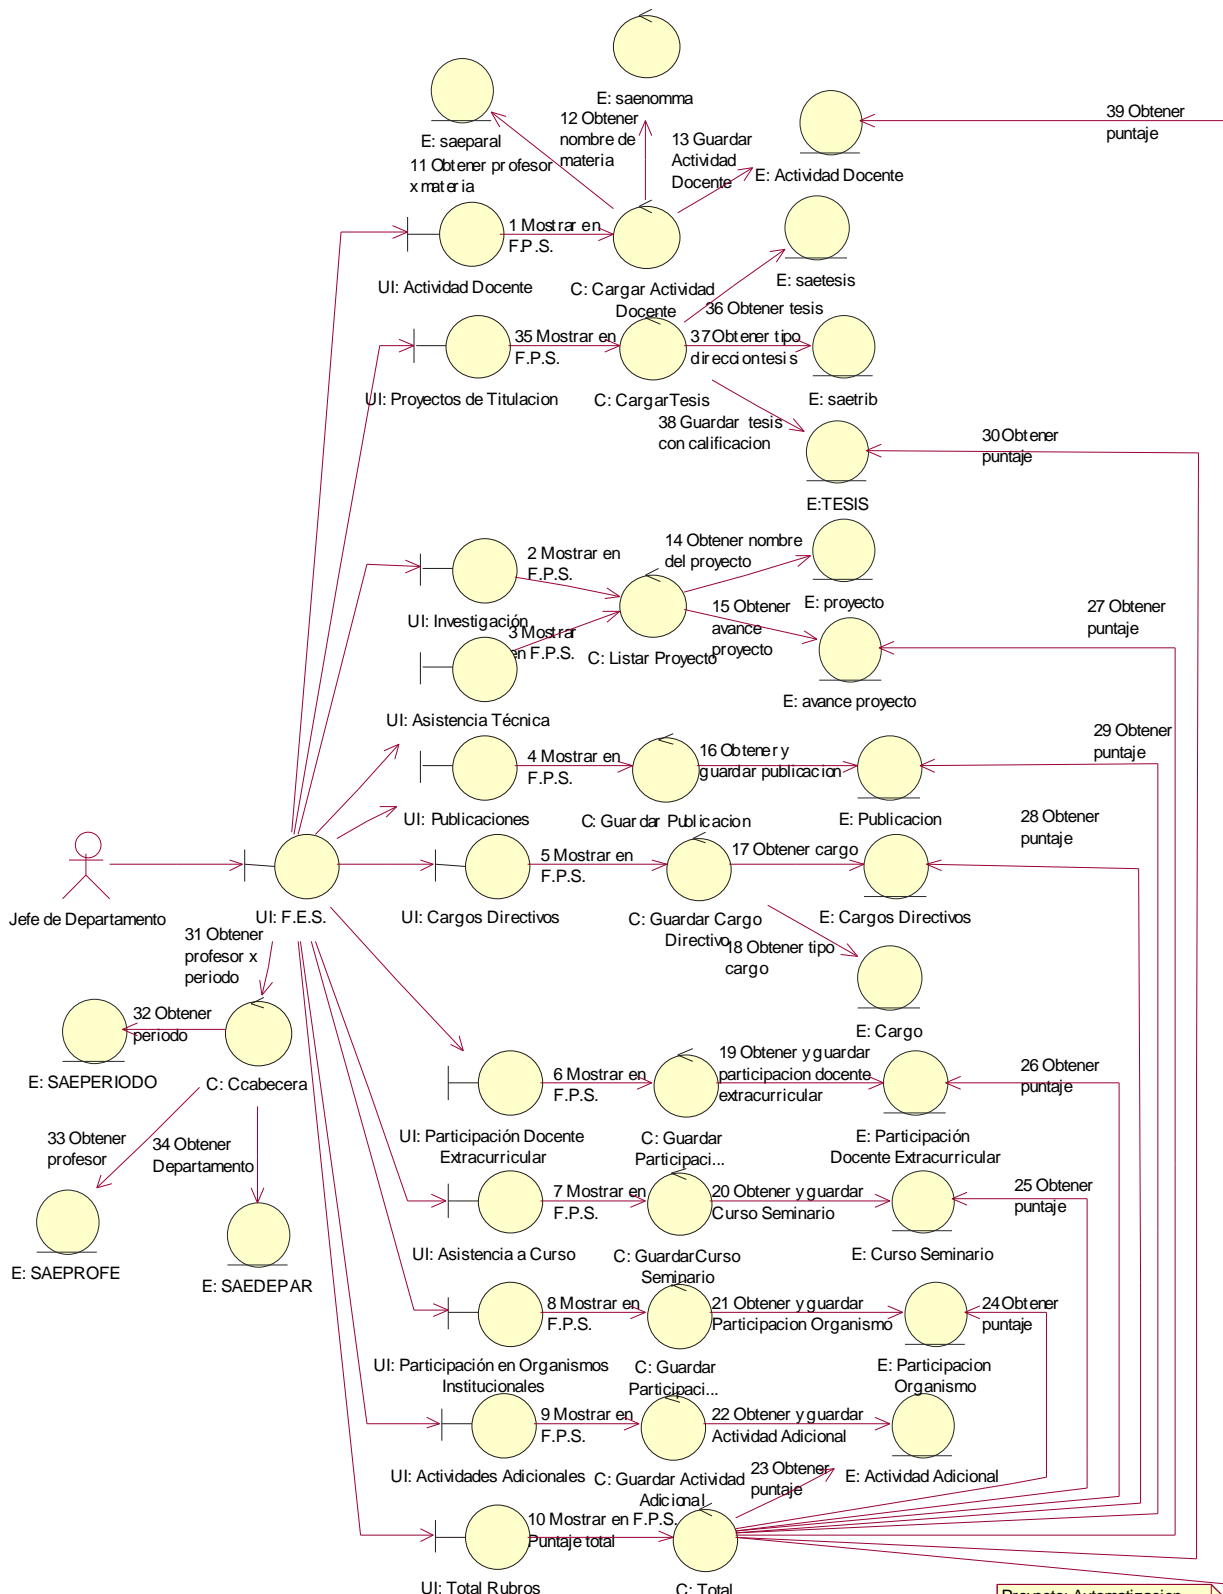 E: saenomma
E: saeparal
12 Obtener
nombre de
materia
39 Obtener
puntaje
13 Guardar
Actividad
Docente
E: Actividad Docente
11 Obtener profesor
x materia
1 Mostrar en
F.P.S.
UI: Actividad Docente
C: Cargar Actividad
Docente
E: saetesis
36 Obtener tesis
35 Mostrar en
F.P.S.
37 Obtener tipo
direccion tesis
UI: Proyectos de Titulacion
C: CargarTesis
E: saetrib
38 Guardar tesis
con calificacion
30 Obtener
puntaje
E:TESIS
2 Mostrar en
F.P.S.
14 Obtener nombre
del proyecto
UI: Investigación
E: proyecto
3 Mostrar
en F.P.S.
15 Obtener
avance
proyecto
27 Obtener
puntaje
C: Listar Proyecto
E: avance proyecto
UI: Asistencia Técnica
29 Obtener
puntaje
4 Mostrar en
F.P.S.
16 Obtener y
guardar publicacion
UI: Publicaciones
C: Guardar Publicacion
E: Publicacion
28 Obtener
puntaje
5 Mostrar en
F.P.S.
17 Obtener cargo
Jefe de Departamento
UI: F.E.S.
UI: Cargos Directivos
C: Guardar Cargo
Directivo
E: Cargos Directivos
18 Obtener tipo
cargo
31 Obtener
profesor x
periodo
32 Obtener
periodo
E: Cargo
E: SAEPERIODO
C: Ccabecera
6 Mostrar en
F.P.S.
19 Obtener y guardar
participacion docente
extracurricular
26 Obtener
puntaje
33 Obtener
profesor
34 Obtener
Departamento
UI: Participación Docente
Extracurricular
C: Guardar
Participaci...
E: Participación
Docente Extracurricular
7 Mostrar en
F.P.S.
20 Obtener y guardar
Curso Seminario
25 Obtener
puntaje
E: SAEPROFE
E: SAEDEPAR
UI: Asistencia a Curso
C: GuardarCurso
Seminario
E: Curso Seminario
8 Mostrar en
F.P.S.
21 Obtener y guardar
Participacion Organismo
24 Obtener
puntaje
UI: Participación en Organismos
Institucionales
C: Guardar
Participaci...
E: Participacion
Organismo
9 Mostrar en
F.P.S.
22 Obtener y guardar
Actividad Adicional
UI: Actividades Adicionales
C: Guardar Actividad
Adicional
23 Obtener
puntaje
E: Actividad Adicional
10 Mostrar en F.P.S.
Puntaje total
UI: Total Rubros
C: Total
Proyecto: Automatizacion